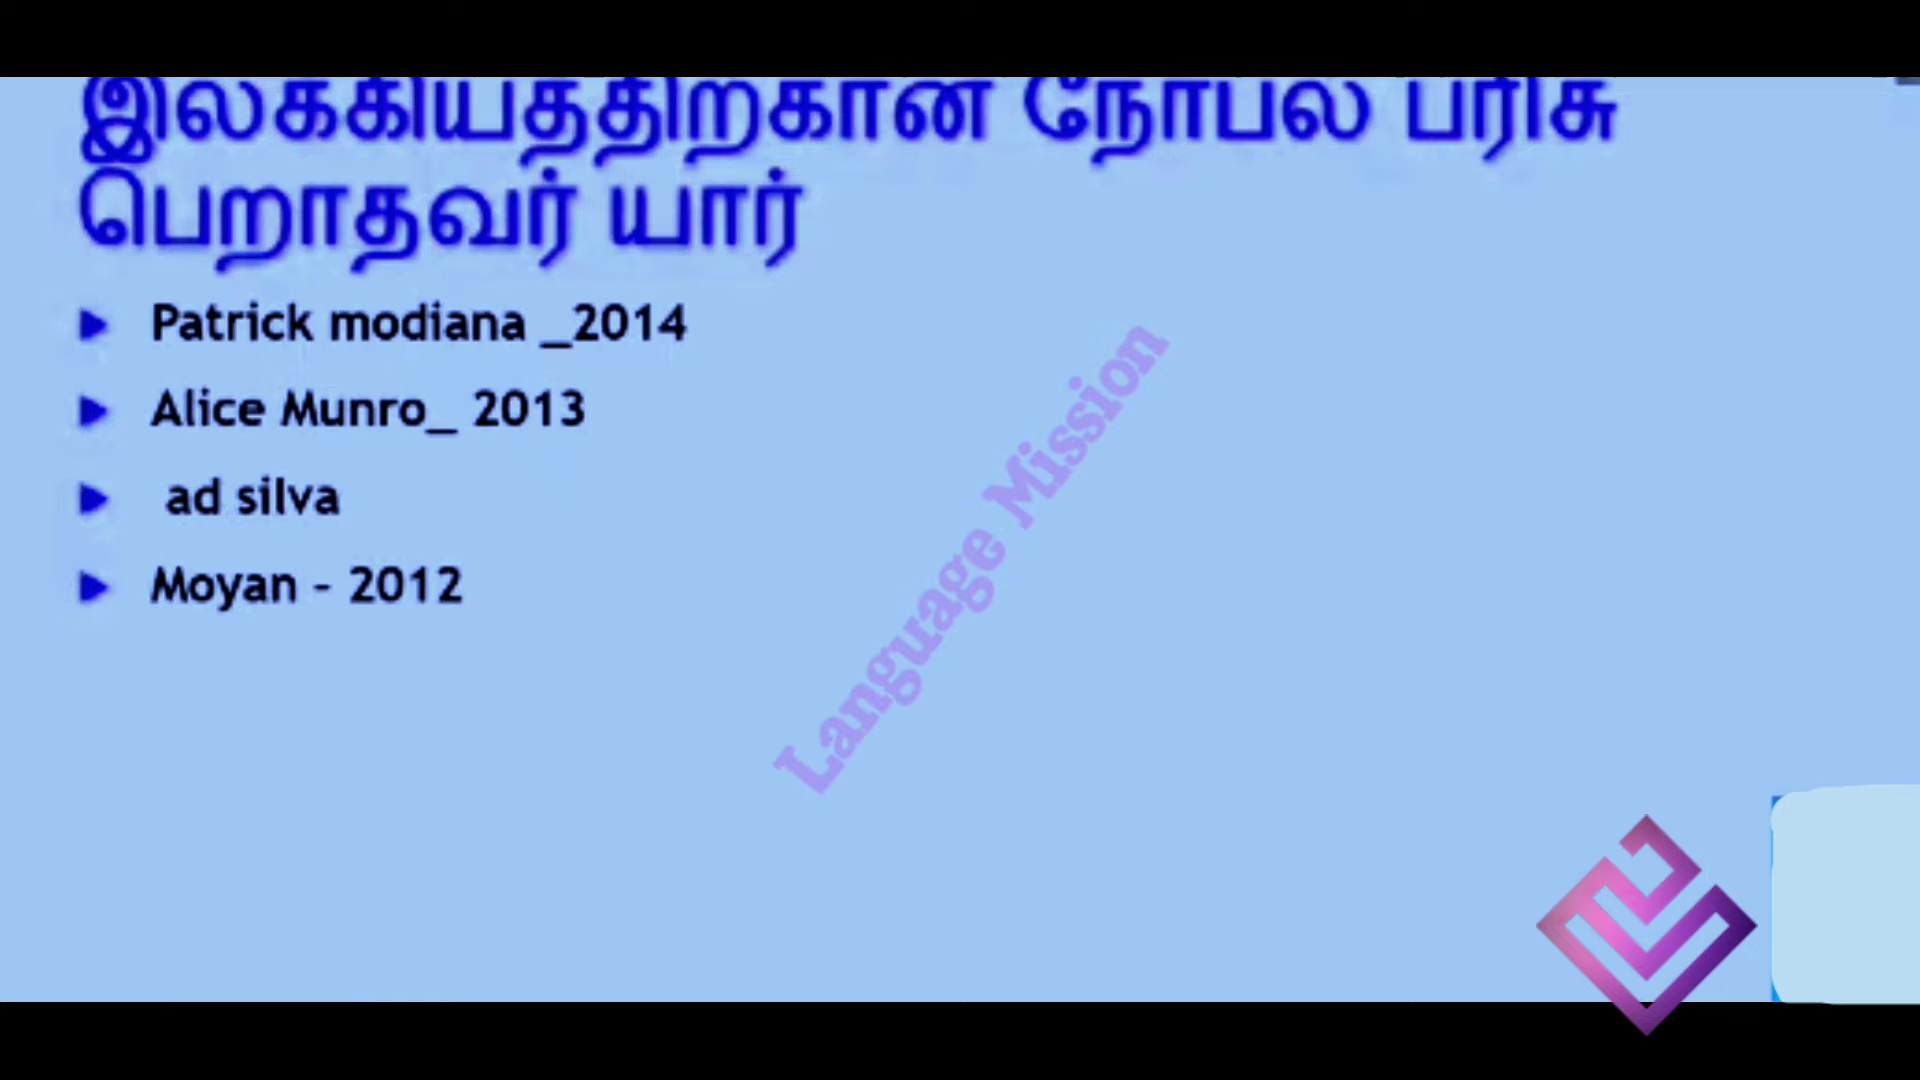 இலக்கியத்திற்கான நோபல் பரிசு
பெறாதவர் யார்
Patrick modiana _2014
Alice Munro_ 2013
ad silva
Moyan - 2012
Language Mission